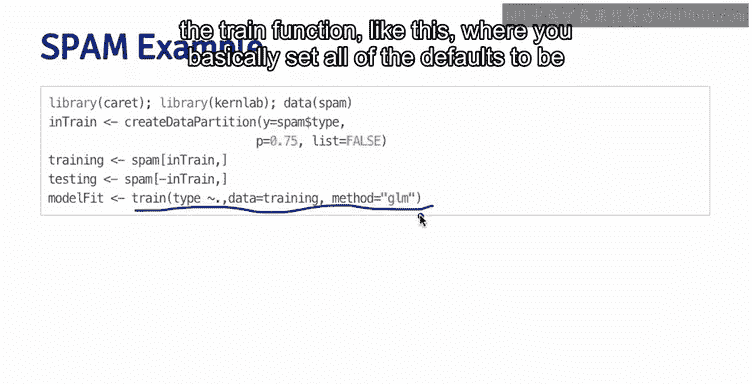 the train function, like this, where you
basically set all of the defaults to be
SPAM Example
library(caret); library(kernlab); data(spam)
inTrain <- createDataPartition(y=spam$type,
p=0.75, list=FALSE)
training <- spam[inTrain,]
testing <- spam[-inTrain,]
modelFit <- train(type ~.,data=training, method="glm")